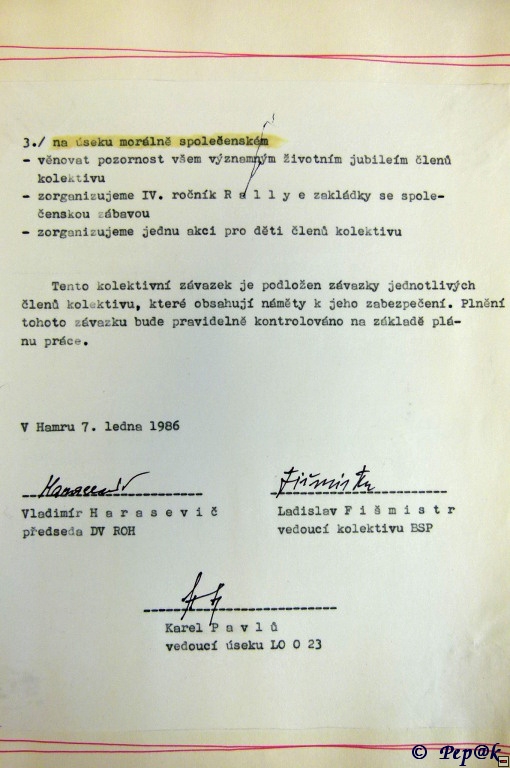 3./ na úseku morálně společenském
- věnovat pozornost všem významným životním jubileím členů
kolektivu
- zorganizujeme IV. ročník R a l l y e zakládky se spole-
čenskou zábavou
- zorganizujeme jednu akci pro děti členů kolektivu
Tento kolektivní závazek je podložen závazky jednotlivých
členů kolektivu, které obsahují náměty k jeho zabezpečení. Plnění
tohoto závazku bude pravidelně kontrolováno na základě plá-
nu práce.
V Hamru 7. ledna 1986
Vladimír H a r a s e v i č
předseda DV ROH
Ladislav F i š m i s t r
vedoucí kolektivu BSP
Karel P a v l ů
vedoucí úseku LO O 23
© Pep@k